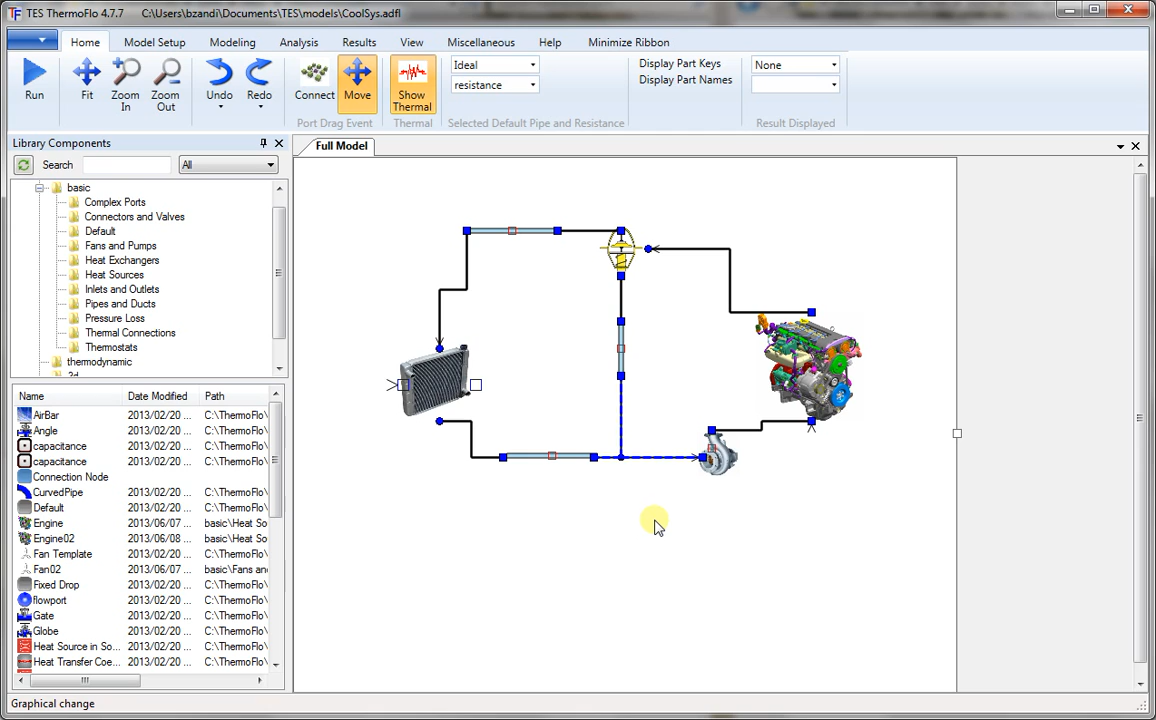 TF TES ThermoFlo 4.7.7 C:\Users\bzandi\Documents\TES\models\CoolSys.adfl
Home Model Setup Modeling Analysis Results View Miscellaneous Help Minimize Ribbon
Run Fit Zoom In Zoom Out Undo Redo Connect Move Show Thermal
Ideal
resistance
Display Part Keys
Display Part Names
None
Port Drag Event Thermal Selected Default Pipe and Resistance Result Displayed
Library Components
Full Model
Search All
basic
Complex Ports
Connectors and Valves
Default
Fans and Pumps
Heat Exchangers
Heat Sources
Inlets and Outlets
Pipes and Ducts
Pressure Loss
Thermal Connections
Thermostats
thermodynamic
Name Date Modified Path
AirBar 2013/02/20 ... C:\ThermoFlo\
Angle 2013/02/20 ... C:\ThermoFlo\
capacitance 2013/02/20 ... C:\ThermoFlo\
capacitance 2013/02/20 ... C:\ThermoFlo\
Connection Node 2013/02/20 ... C:\ThermoFlo\
CurvedPipe 2013/02/20 ... C:\ThermoFlo\
Default 2013/02/20 ... C:\ThermoFlo\
Engine 2013/06/07 ... basic\Heat So
Engine02 2013/06/08 ... basic\Heat So
Fan Template 2013/02/20 ... C:\ThermoFlo\
Fan02 2013/06/07 ... basic\Fans an
Fixed Drop 2013/02/20 ... C:\ThermoFlo\
flowport 2013/02/20 ... C:\ThermoFlo\
Gate 2013/02/20 ... C:\ThermoFlo\
Globe 2013/02/20 ... C:\ThermoFlo\
Heat Source in So... 2013/02/20 ... C:\ThermoFlo\
Heat Transfer Coe... 2013/02/20 ... C:\ThermoFlo\
Graphical change